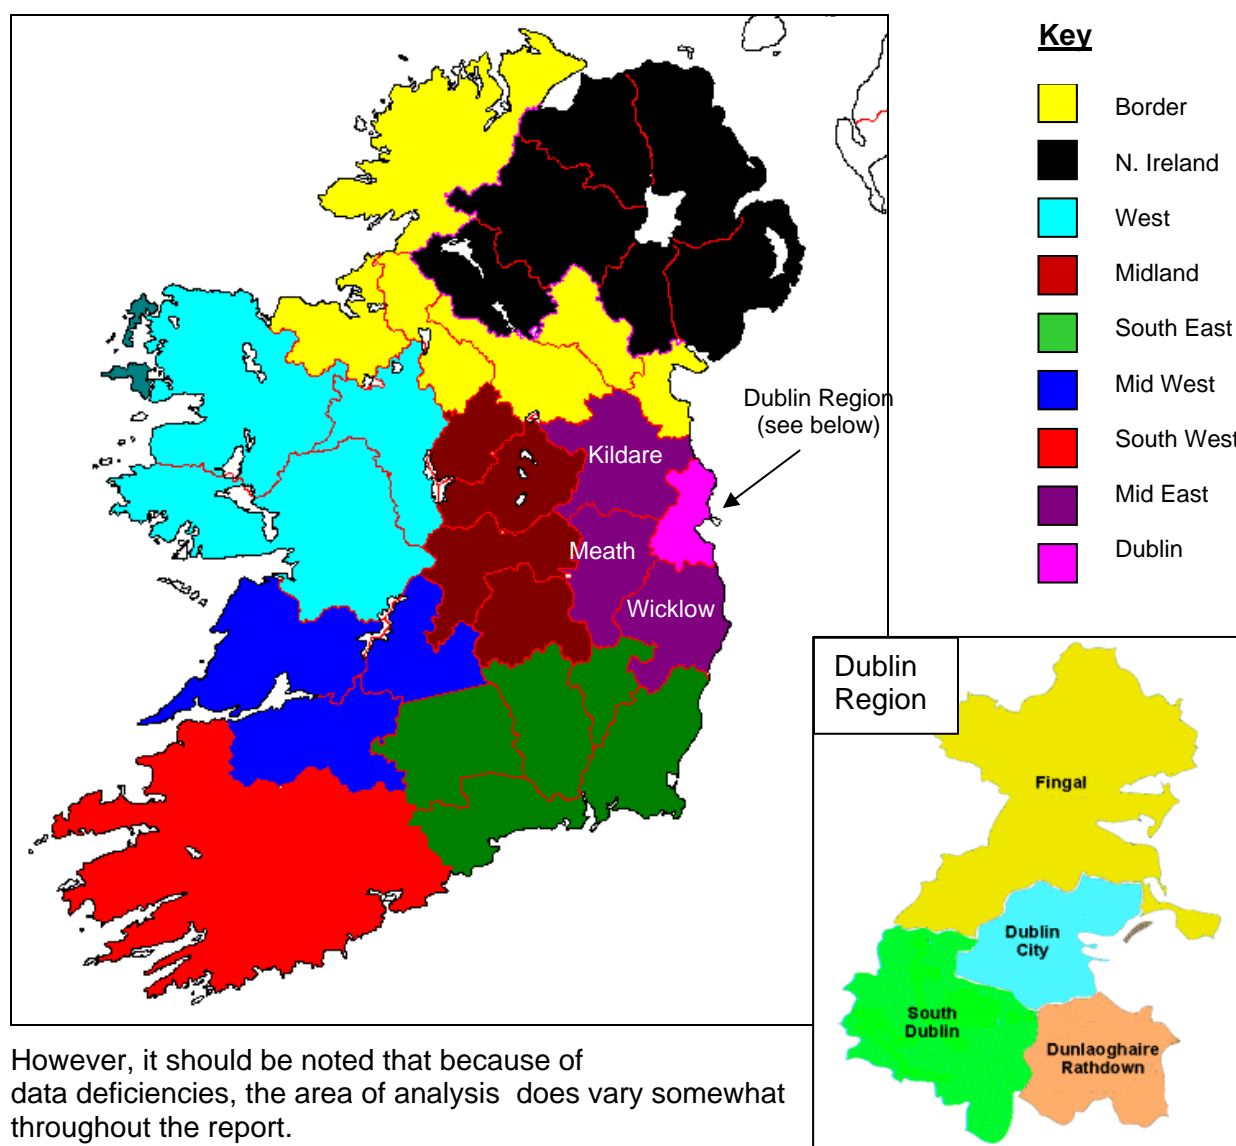 Key
Border
N. Ireland
West
Midland
South East
Mid West
South West
Mid East
Dublin
Dublin Region
(see below)
Kildare
Meath
Wicklow
Dublin
Region
Fingal
Dublin
City
South
Dublin
Dunlaoghaire
Rathdown
However, it should be noted that because of
data deficiencies, the area of analysis does vary somewhat
throughout the report.